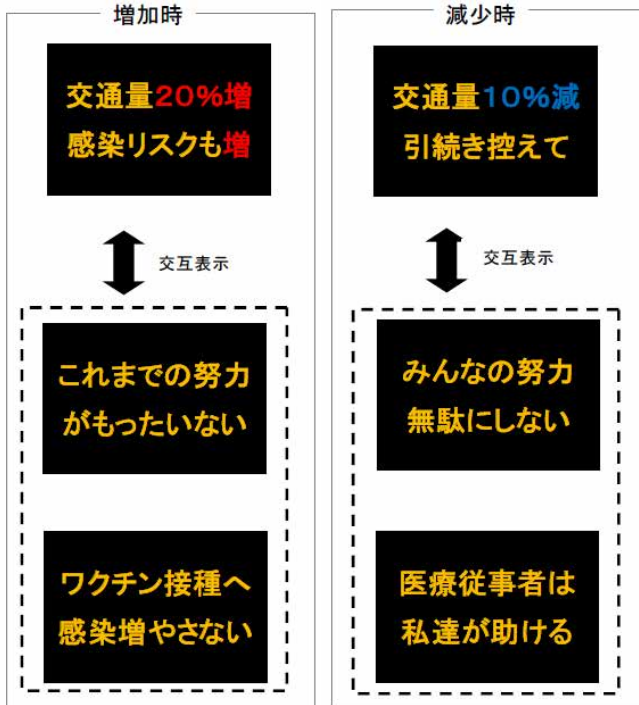 増加時
交通量20%増
感染リスクも増
交互表示
これまでの努力
がもったいない
ワクチン接種へ
感染増やさない
減少時
交通量10%減
引続き控えて
交互表示
みんなの努力
無駄にしない
医療従事者は
私達が助ける